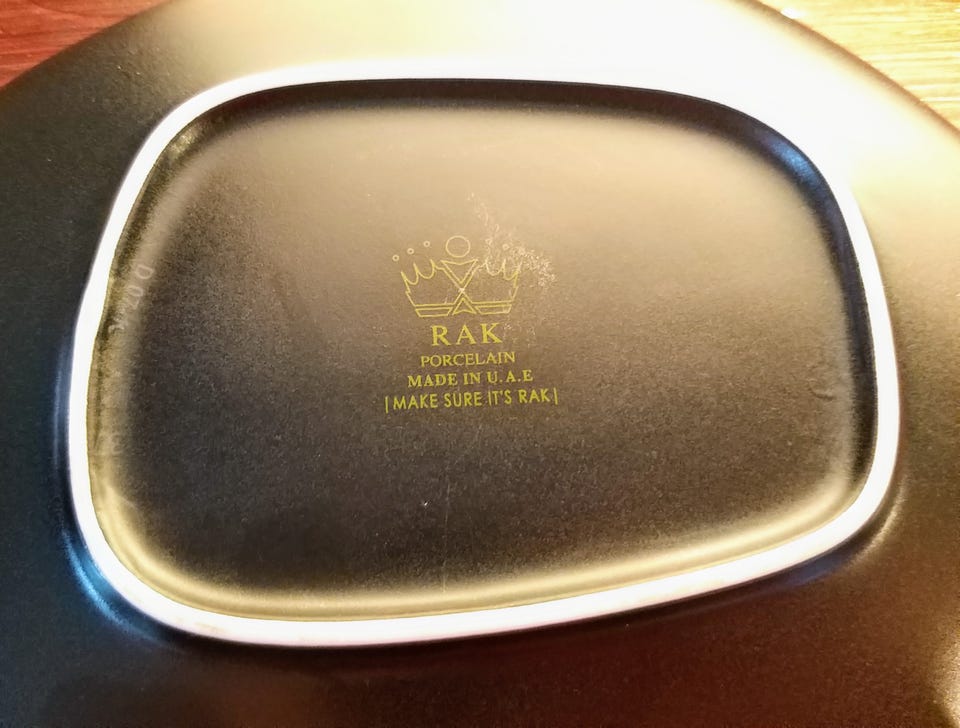 RAK
PORCELAIN
MADE IN U.A.E
|MAKE SURE IT'S RAK|